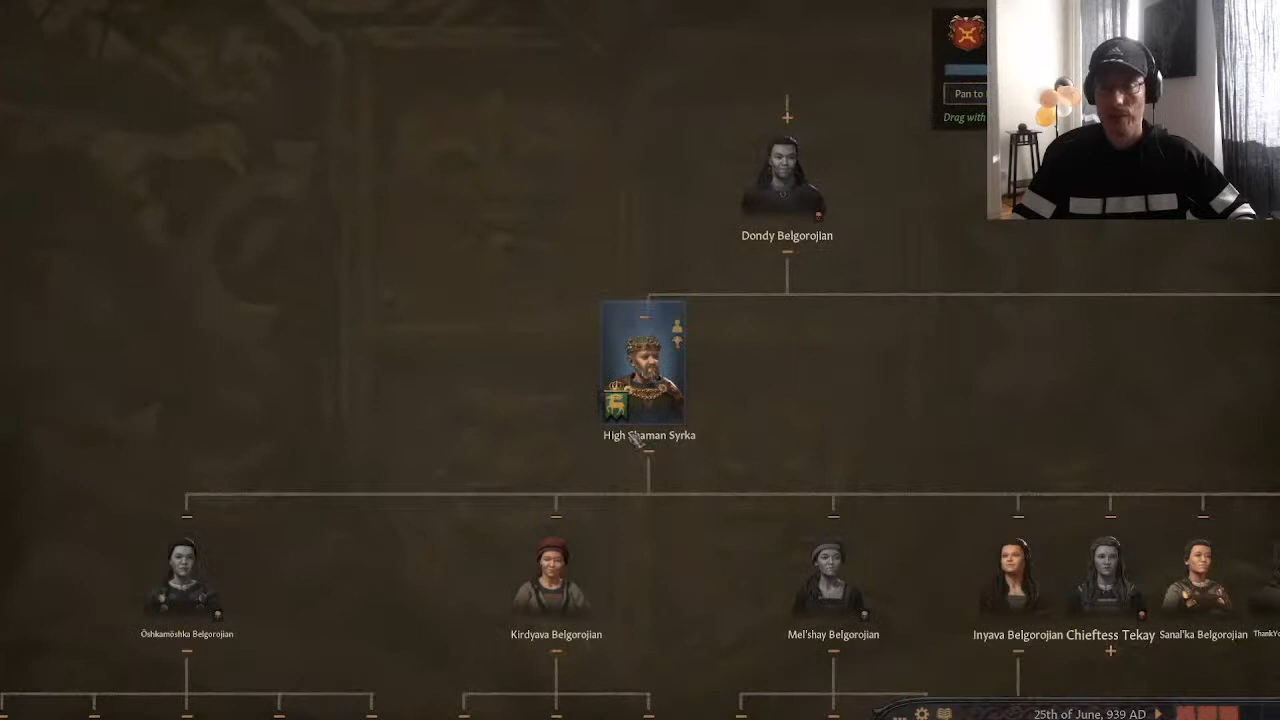 Pan to
Drag with
Dondy Belgorojian
High Shaman Syrka
Öshkamöshka Belgorojian
Kirdyava Belgorojian
Mel'shay Belgorojian
Inyava Belgorojian
Chieftess Tekay
Sanal'ka Belgorojian
25th of June, 939 AD